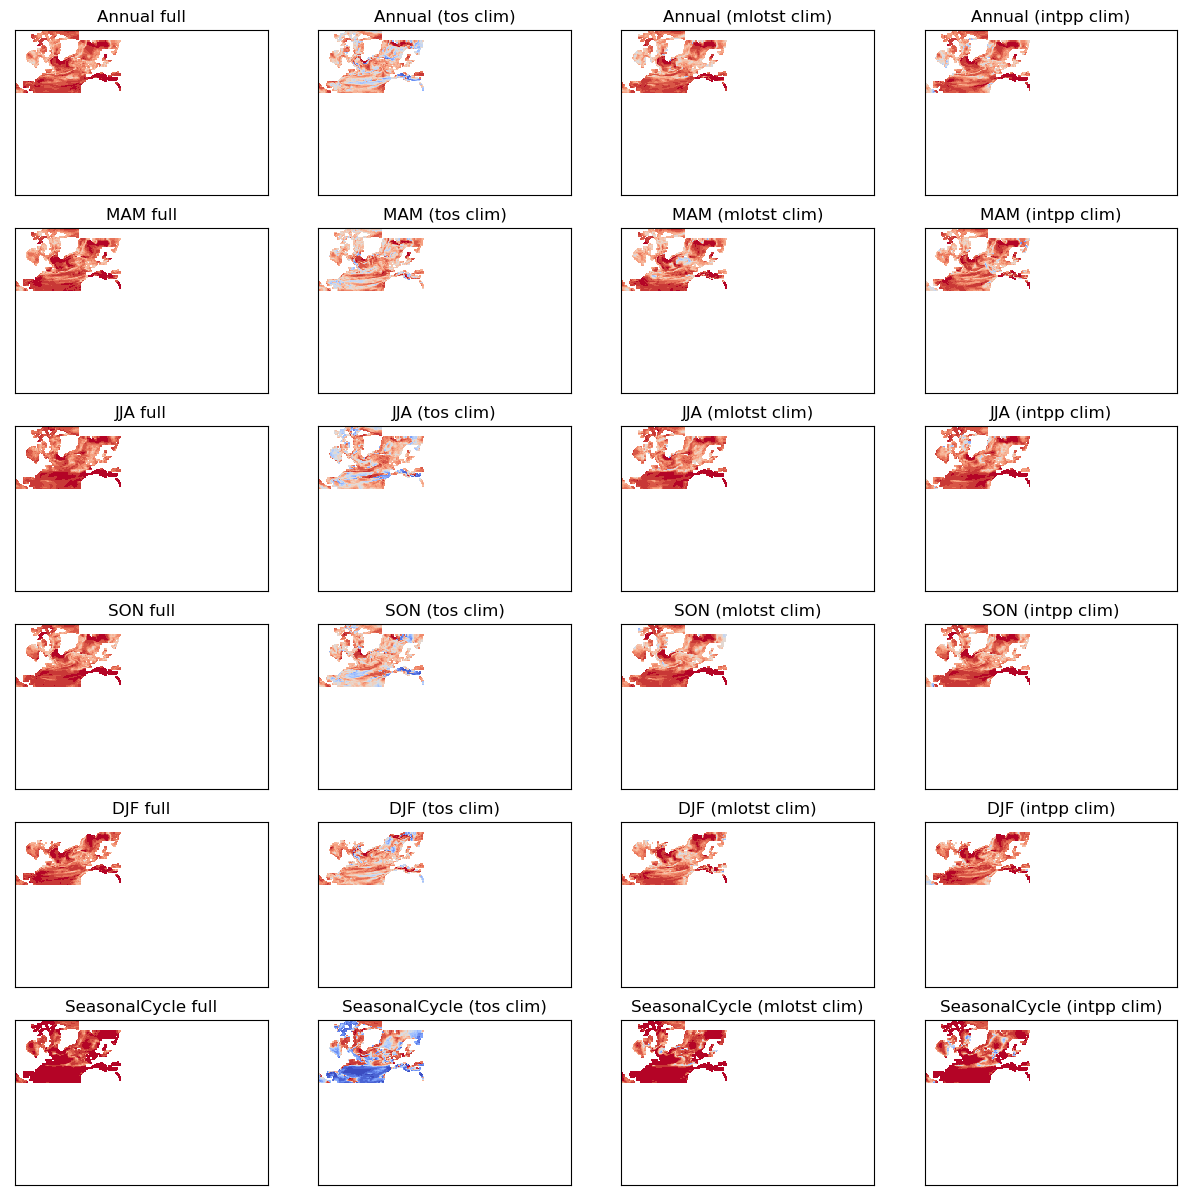 Annual full
Annual (tos clim)
Annual (mlotst clim)
Annual (intpp clim)
MAM full
MAM (tos clim)
MAM (mlotst clim)
MAM (intpp clim)
JJA full
JJA (tos clim)
JJA (mlotst clim)
JJA (intpp clim)
SON full
SON (tos clim)
SON (mlotst clim)
SON (intpp clim)
DJF full
DJF (tos clim)
DJF (mlotst clim)
DJF (intpp clim)
SeasonalCycle full
SeasonalCycle (tos clim)
SeasonalCycle (mlotst clim)
SeasonalCycle (intpp clim)